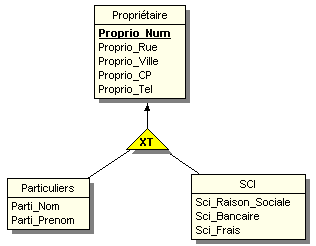 Propriétaire
Proprio_Num
Proprio_Rue
Proprio_Ville
Proprio_CP
Proprio_Tel
XT
Particuliers
Parti_Nom
Parti_Prenom
SCI
Sci_Raison_Sociale
Sci_Bancaire
Sci_Frais